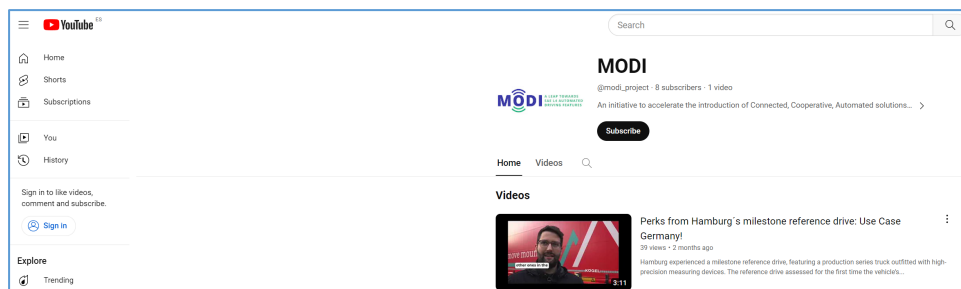 YouTube ES
Search
Home
Shorts
Subscriptions
You
History
Sign in to like videos,
comment and subscribe.
Sign in
Explore
Trending
MODI
A LEAP TOWARDS
SAE L4 AUTOMATED
DRIVING FEATURES
MODI
@modi_project · 8 subscribers · 1 video
An initiative to accelerate the introduction of Connected, Cooperative, Automated solutions...
Subscribe
Home Videos
Videos
other areas in the
KÖGEL
3:11
Perks from Hamburg´s milestone reference drive: Use Case
Germany!
39 views • 2 months ago
Hamburg experienced a milestone reference drive, featuring a production series truck outfitted with high-
precision measuring devices. The reference drive assessed for the first time the vehicle's...